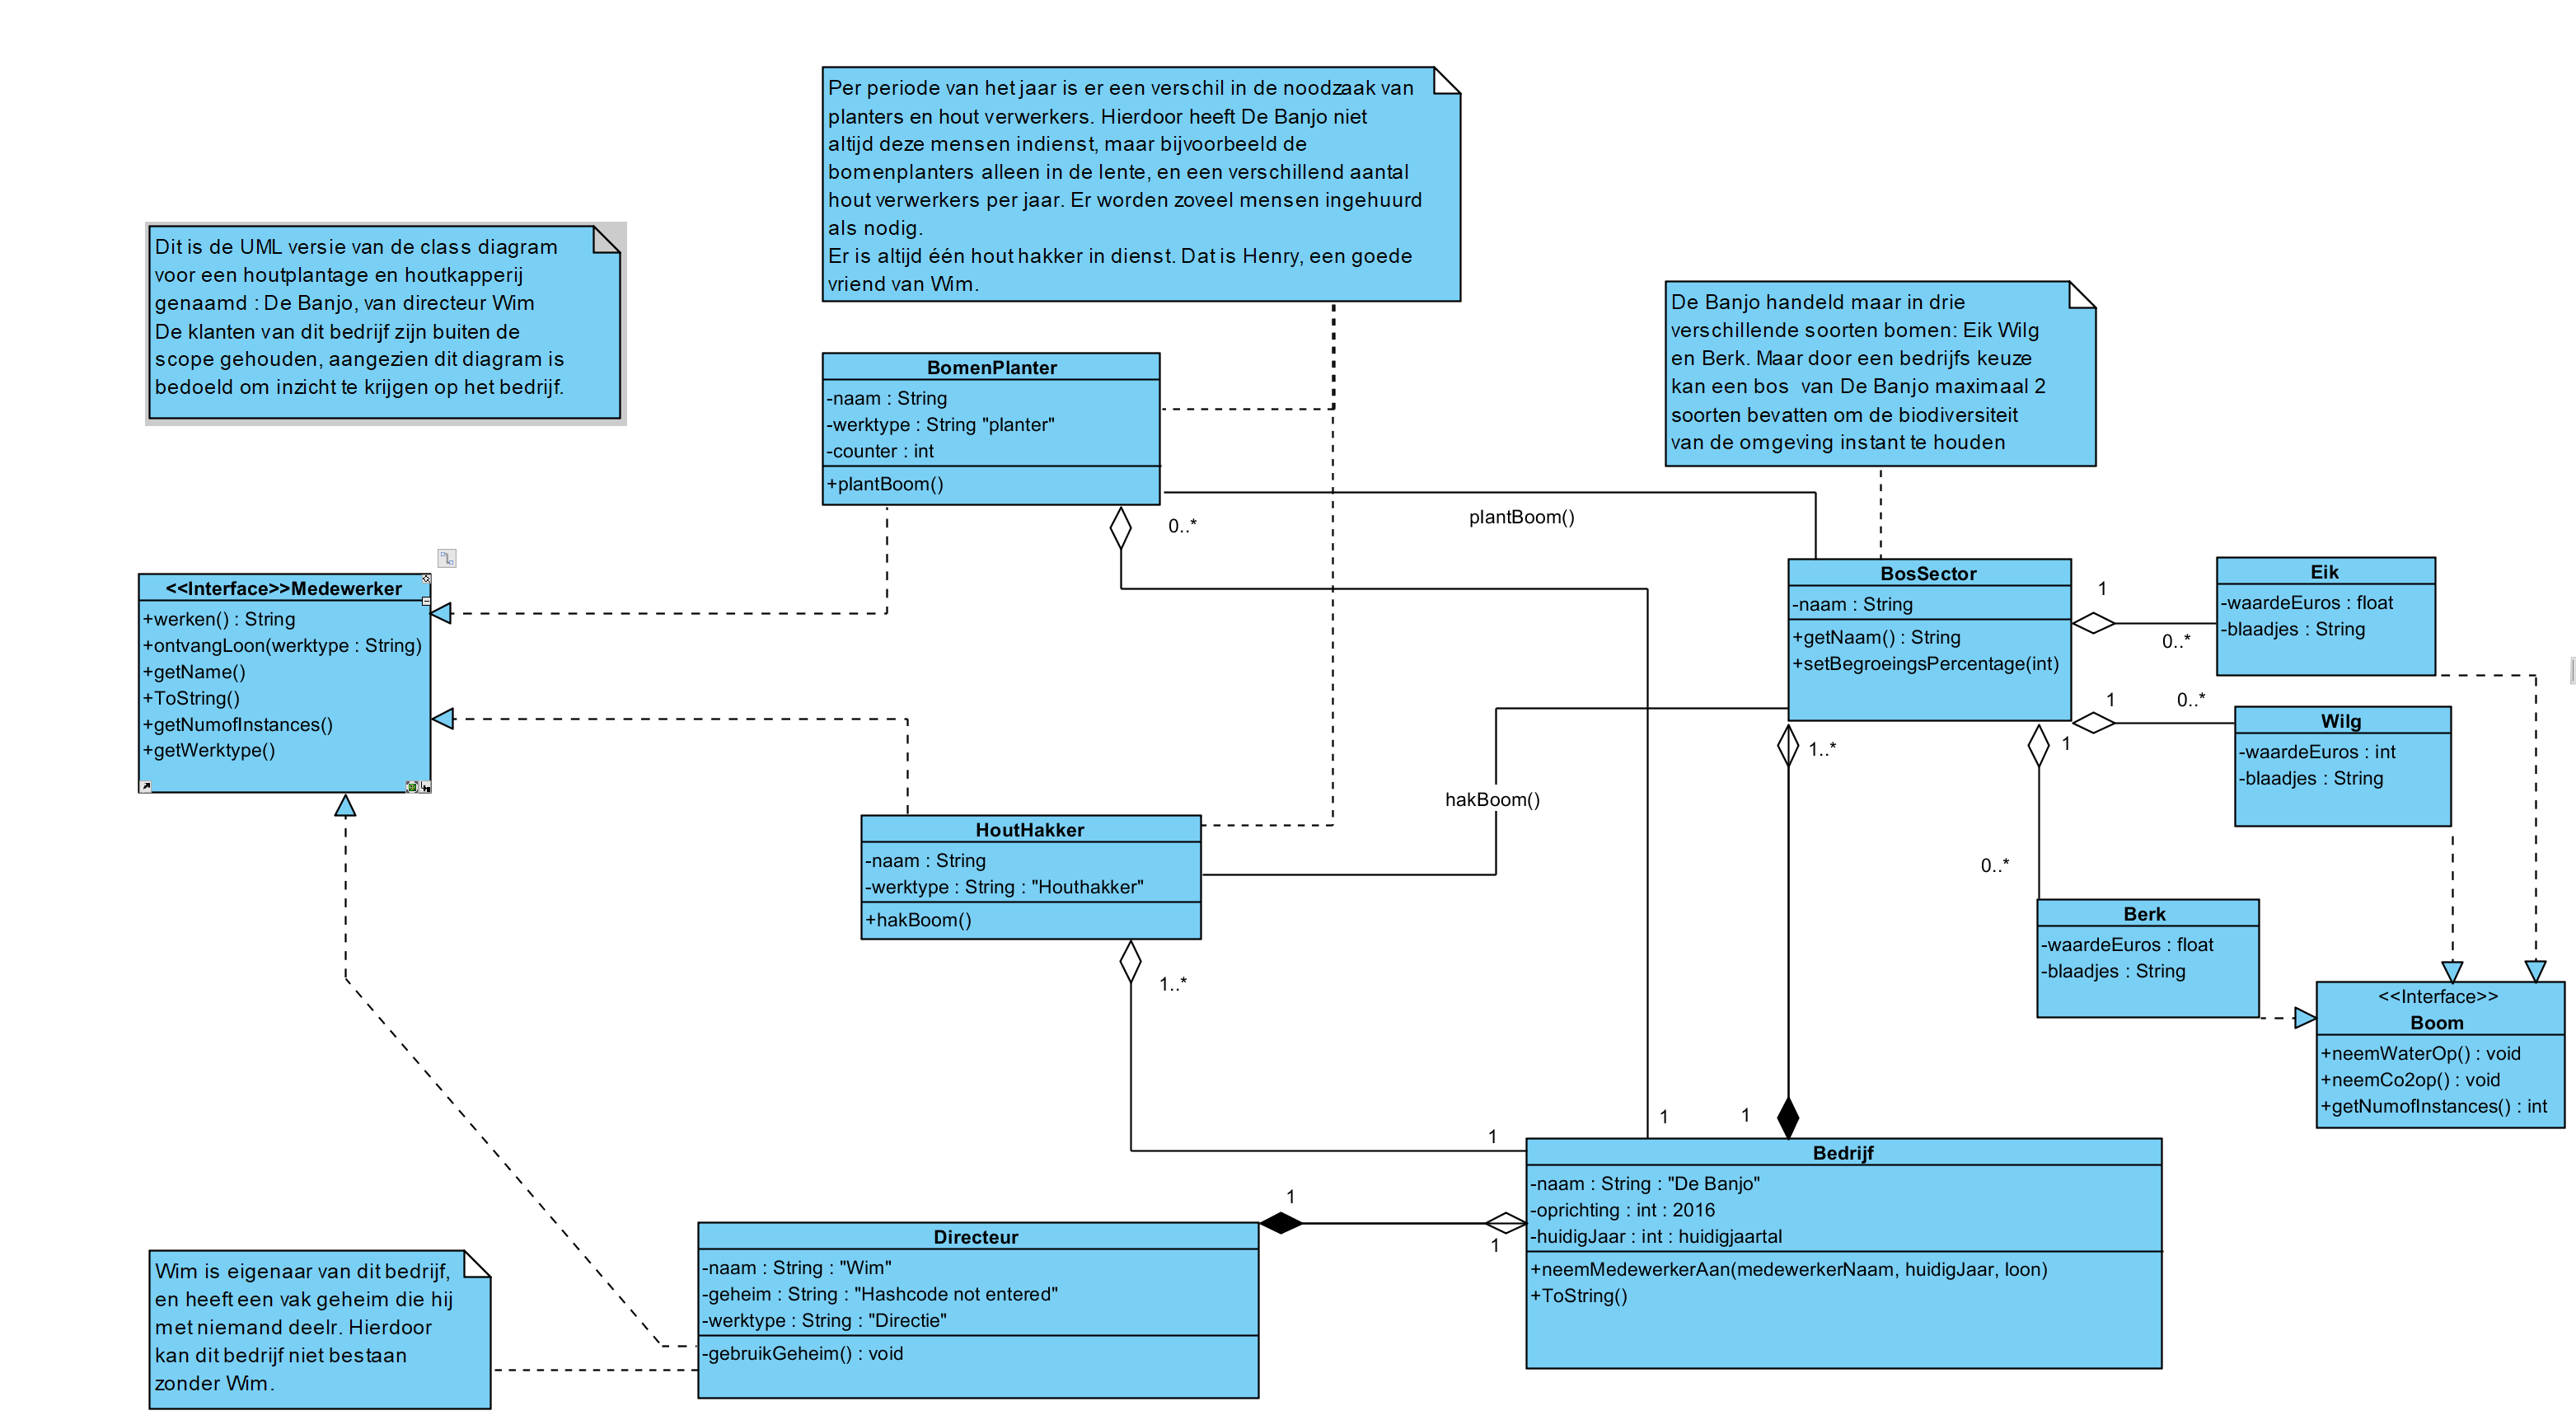 Per periode van het jaar is er een verschil in de noodzaak van
planters en hout verwerkers. Hierdoor heeft De Banjo niet
altijd deze mensen indienst, maar bijvoorbeeld de
bomenplanters alleen in de lente, en een verschillend aantal
hout verwerkers per jaar. Er worden zoveel mensen ingehuurd
als nodig.
Er is altijd één hout hakker in dienst. Dat is Henry, een goede
vriend van Wim.
Dit is de UML versie van de class diagram
voor een houtplantage en houtkapperij
genaamd : De Banjo, van directeur Wim
De klanten van dit bedrijf zijn buiten de
scope gehouden, aangezien dit diagram is
bedoeld om inzicht te krijgen op het bedrijf.
De Banjo handeld maar in drie
verschillende soorten bomen: Eik Wilg
en Berk. Maar door een bedrijfs keuze
kan een bos van De Banjo maximaal 2
soorten bevatten om de biodiversiteit
van de omgeving instant te houden
BomenPlanter
-naam : String
-werktype : String "planter"
-counter : int
+plantBoom()
0..*
plantBoom()
<<Interface>>Medewerker
+werken() : String
+ontvangLoon(werktype : String)
+getName()
+ToString()
+getNumofInstances()
+getWerktype()
BosSector
-naam : String
+getNaam() : String
+setBegroeingsPercentage(int)
1
0..*
Eik
-waardeEuros : float
-blaadjes : String
1
0..*
Wilg
-waardeEuros : int
-blaadjes : String
1..*
1
hakBoom()
0..*
HoutHakker
-naam : String
-werktype : String : "Houthakker"
+hakBoom()
1..*
Berk
-waardeEuros : float
-blaadjes : String
<<Interface>>
Boom
+neemWaterOp() : void
+neemCo2op() : void
+getNumofInstances() : int
1
1
1
Bedrijf
-naam : String : "De Banjo"
-oprichting : int : 2016
-huidigJaar : int : huidigjaartal
+neemMedewerkerAan(medewerkerNaam, huidigJaar, loon)
+ToString()
1
1
Directeur
-naam : String : "Wim"
-geheim : String : "Hashcode not entered"
-werktype : String : "Directie"
-gebruikGeheim() : void
Wim is eigenaar van dit bedrijf,
en heeft een vak geheim die hij
met niemand deelr. Hierdoor
kan dit bedrijf niet bestaan
zonder Wim.